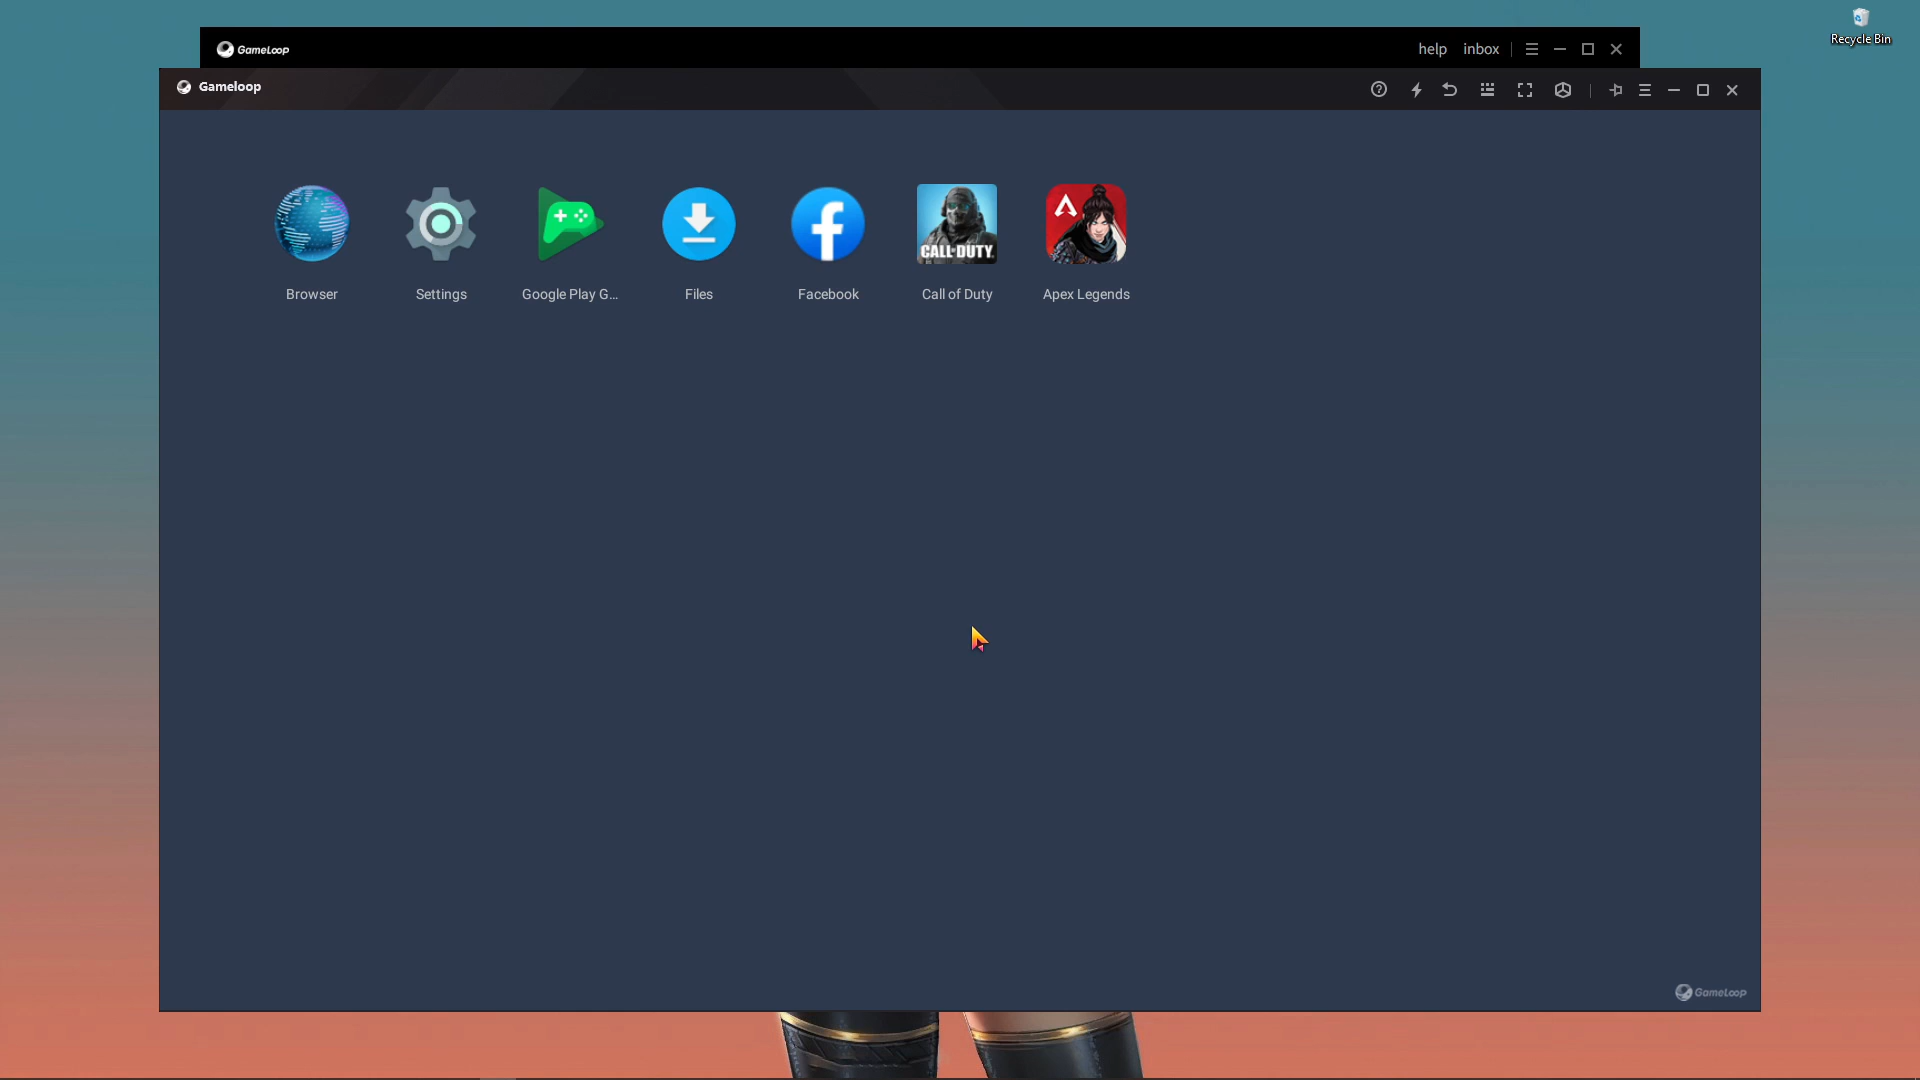 Recycle Bin
GameLoop
help inbox
Gameloop
CALL OF DUTY
Browser
Settings
Google Play G...
Files
Facebook
Call of Duty
Apex Legends
GameLoop